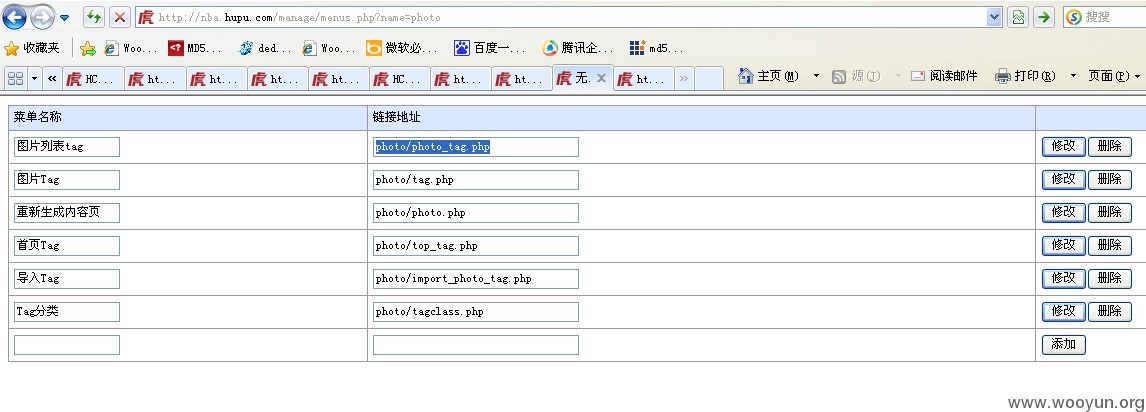 http://nba.hupu.com/manage/menus.php?name=photo 搜搜
收藏夹 Woo... MD5... ded... Woo... 微软必... 百度一... 腾讯企... md5...
HC... ht... ht... ht... ht... HC... ht... ht... 无. ht... 主页(M) 源(J) 阅读邮件 打印(R) 页面(P)
菜单名称 链接地址
图片列表tag photo/photo_tag.php 修改 删除
图片Tag photo/tag.php 修改 删除
重新生成内容页 photo/photo.php 修改 删除
首页Tag photo/top_tag.php 修改 删除
导入Tag photo/import_photo_tag.php 修改 删除
Tag分类 photo/tagclass.php 修改 删除
添加
www.wooyun.org